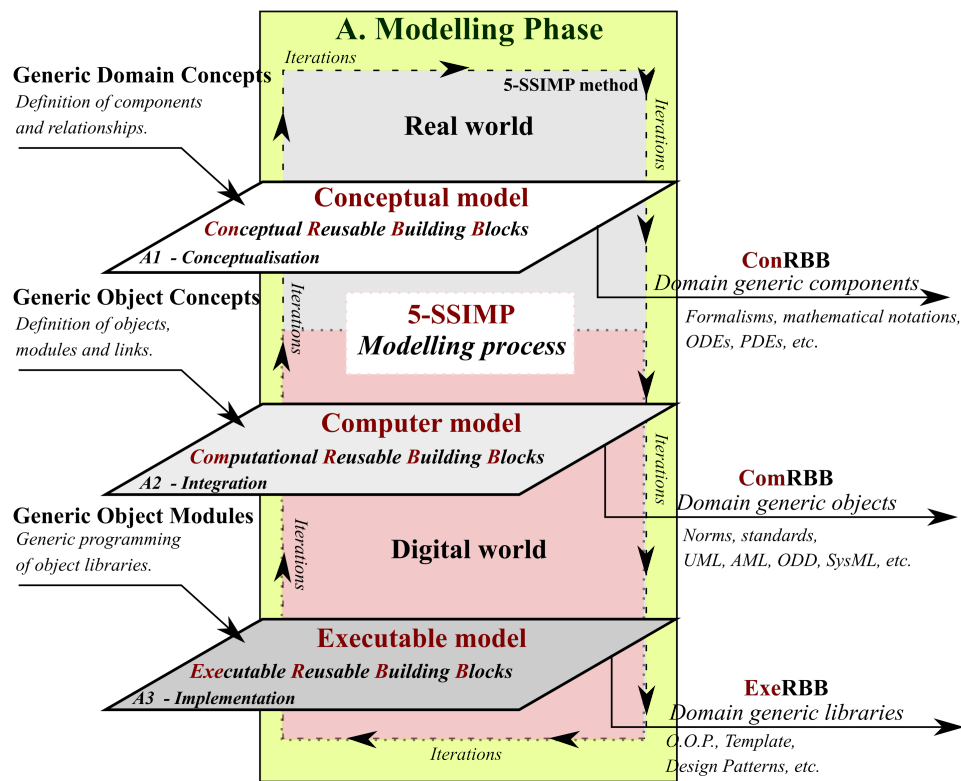 A. Modelling Phase
Iterations
5-SSIMP method
Iterations
Real world
Generic Domain Concepts
Definition of components
and relationships.
Conceptual model
Conceptual Reusable Building Blocks
A1 - Conceptualisation
Iterations
ConRBB
Domain generic components
Formalisms, mathematical notations,
ODEs, PDEs, etc.
Generic Object Concepts
Definition of objects,
modules and links.
5-SSIMP
Modelling process
Computer model
Computational Reusable Building Blocks
A2 - Integration
Iterations
ComRBB
Domain generic objects
Norms, standards,
UML, AML, ODD, SysML, etc.
Generic Object Modules
Generic programming
of object libraries.
Iterations
Digital world
Executable model
Executable Reusable Building Blocks
A3 - Implementation
ExeRBB
Domain generic libraries
O.O.P., Template,
Design Patterns, etc.
Iterations